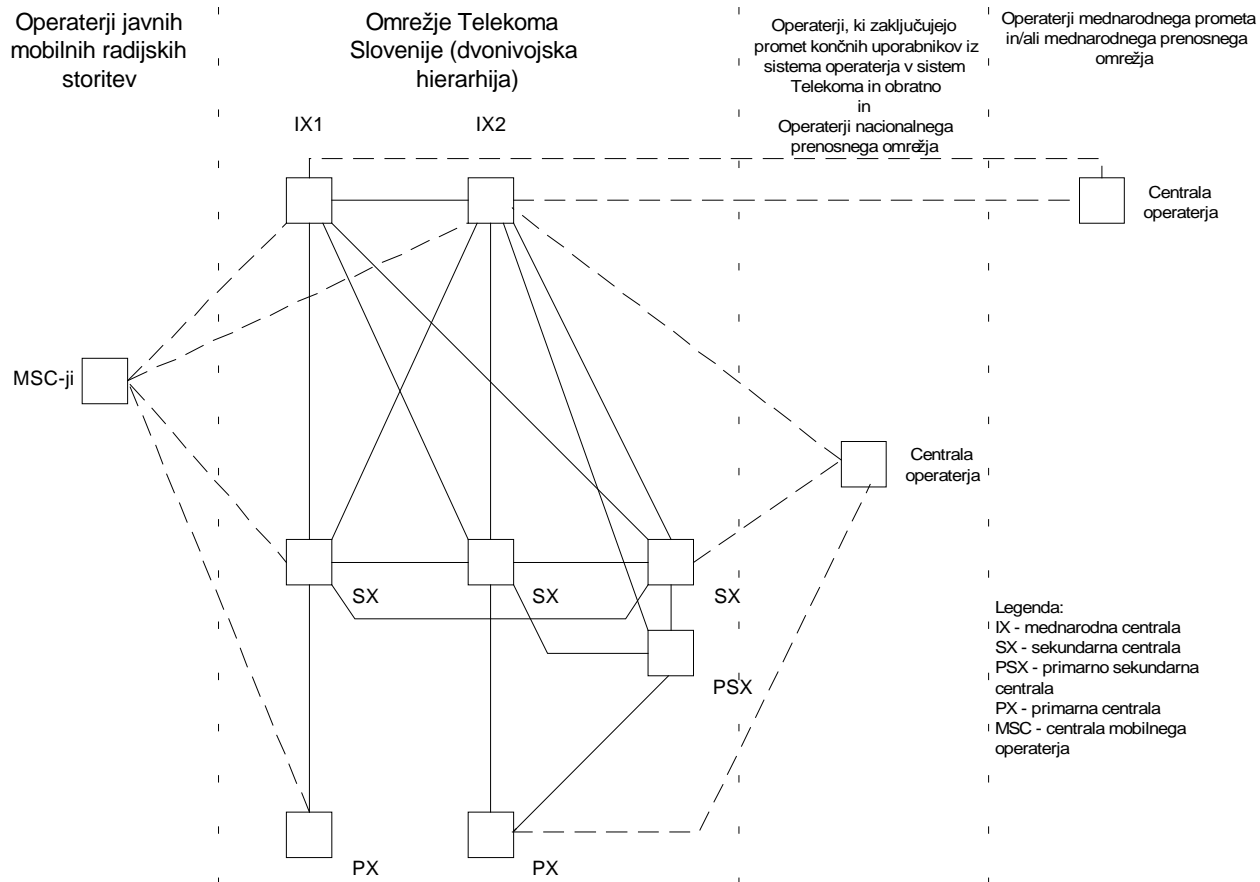 Operaterji javnih
mobilnih radijskih
storitev
Omrežje Telekoma
Slovenije (dvonivojska
hierarhija)
Operaterji, ki zaključujejo
promet končnih uporabnikov iz
sistema operaterja v sistem
Telekoma in obratno
in
Operaterji nacionalnega
prenosnega omrežja
Operaterji mednarodnega prometa
in/ali mednarodnega prenosnega
omrežja
IX1
IX2
Centrala
operaterja
MSC-ji
Centrala
operaterja
SX
SX
SX
PSX
PX
PX
Legenda:
IX - mednarodna centrala
SX - sekundarna centrala
PSX - primarno sekundarna
centrala
PX - primarna centrala
MSC - centrala mobilnega
operaterja